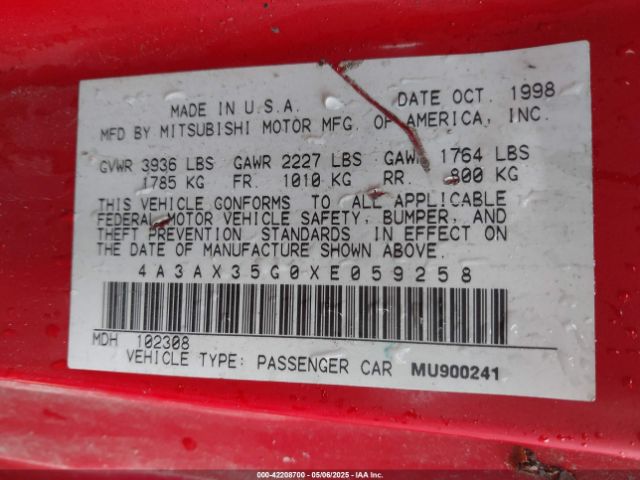 MADE IN U.S.A. DATE OCT. 1998
MFD BY MITSUBISHI MOTOR MFG. OF AMERICA, INC.
GVWR 3936 LBS GAWR 2227 LBS GAWR 1764 LBS
1785 KG FR. 1010 KG RR. 800 KG
THIS VEHICLE CONFORMS TO ALL APPLICABLE
FEDERAL MOTOR VEHICLE SAFETY, BUMPER, AND
THEFT PREVENTION STANDARDS IN EFFECT ON
THE DATE OF MANUFACTURE SHOWN ABOVE.
4A3AX35G0XE059258
MDH 102308
VEHICLE TYPE: PASSENGER CAR MU900241
000-42208700 - 05/06/2025 - IAAI.com